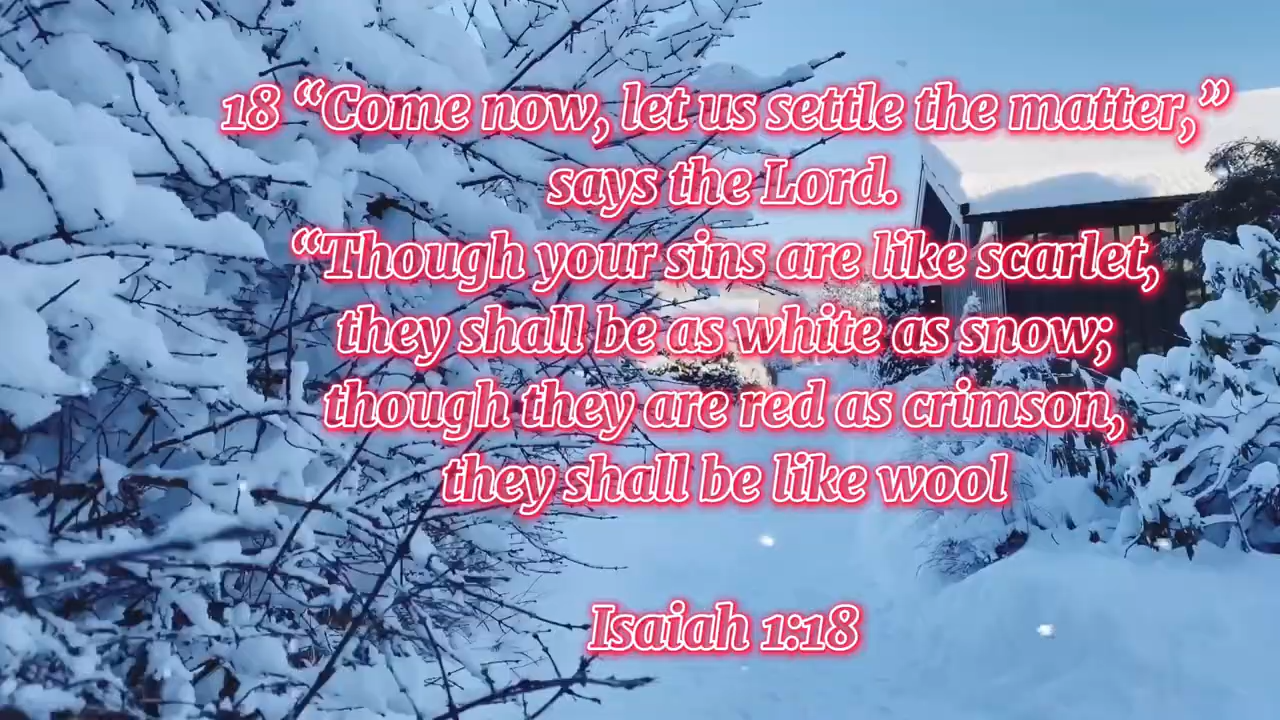 18 “Come now, let us settle the matter,”
says the Lord.
“Though your sins are like scarlet,
they shall be as white as snow;
though they are red as crimson,
they shall be like wool
Isaiah 1:18